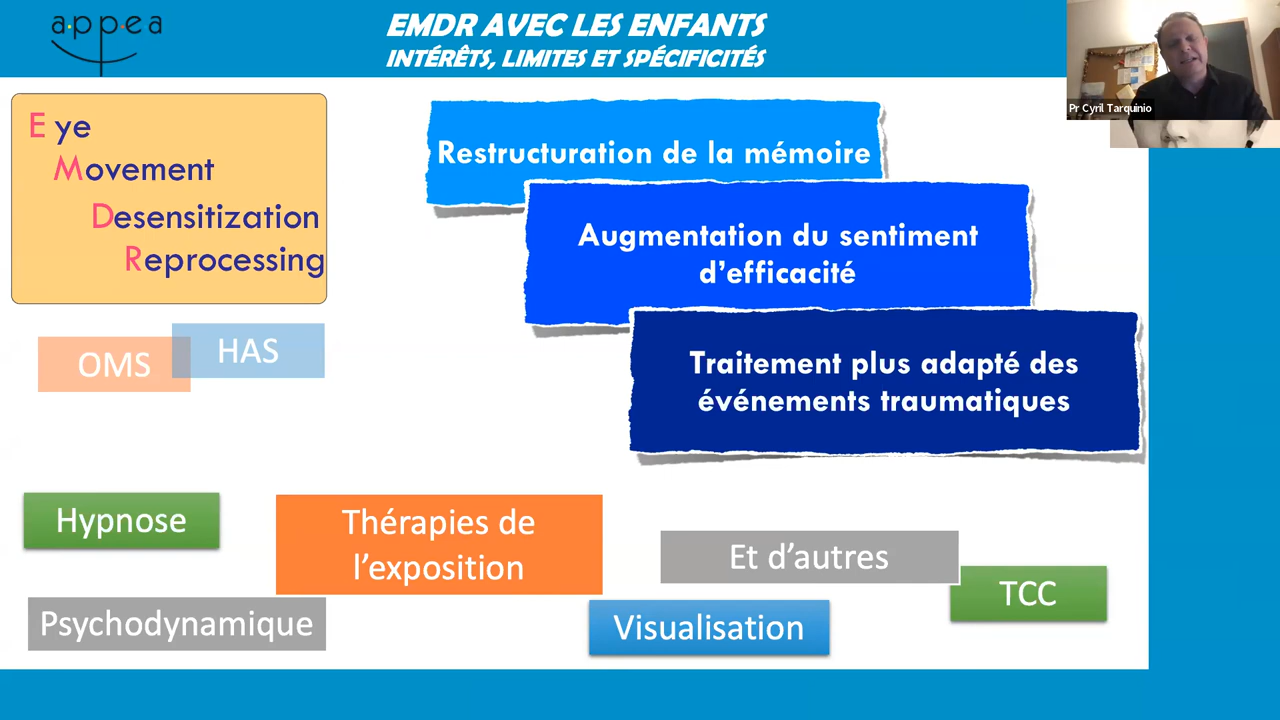 appea
EMDR AVEC LES ENFANTS
INTÉRÊTS, LIMITES ET SPÉCIFICITÉS
Pr Cyril Tarquinio
E ye
Movement
Desensitization
Reprocessing
Restructuration de la mémoire
Augmentation du sentiment
d’efficacité
Traitement plus adapté des
événements traumatiques
OMS
HAS
Hypnose
Thérapies de
l’exposition
Et d’autres
TCC
Psychodynamique
Visualisation